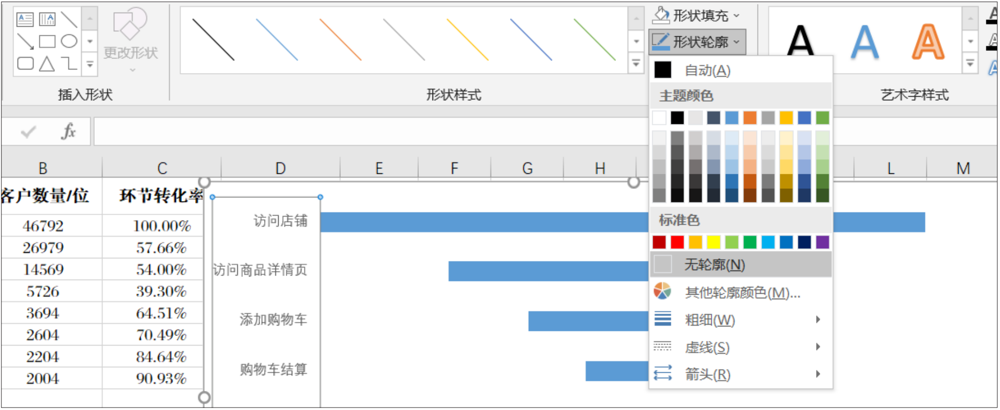 形状填充
形状轮廓
更改形状
插入形状
形状样式
艺术字样式
A A A
自动(A)
主题颜色
标准色
无轮廓(N)
其他轮廓颜色(M)...
粗细(W)
虚线(S)
箭头(R)
fx
B C D E F G H L M
客户数量/位 环节转化率
46792 100.00%
26979 57.66%
14569 54.00%
5726 39.30%
3694 64.51%
2604 70.49%
2204 84.64%
2004 90.93%
访问店铺
访问商品详情页
添加购物车
购物车结算